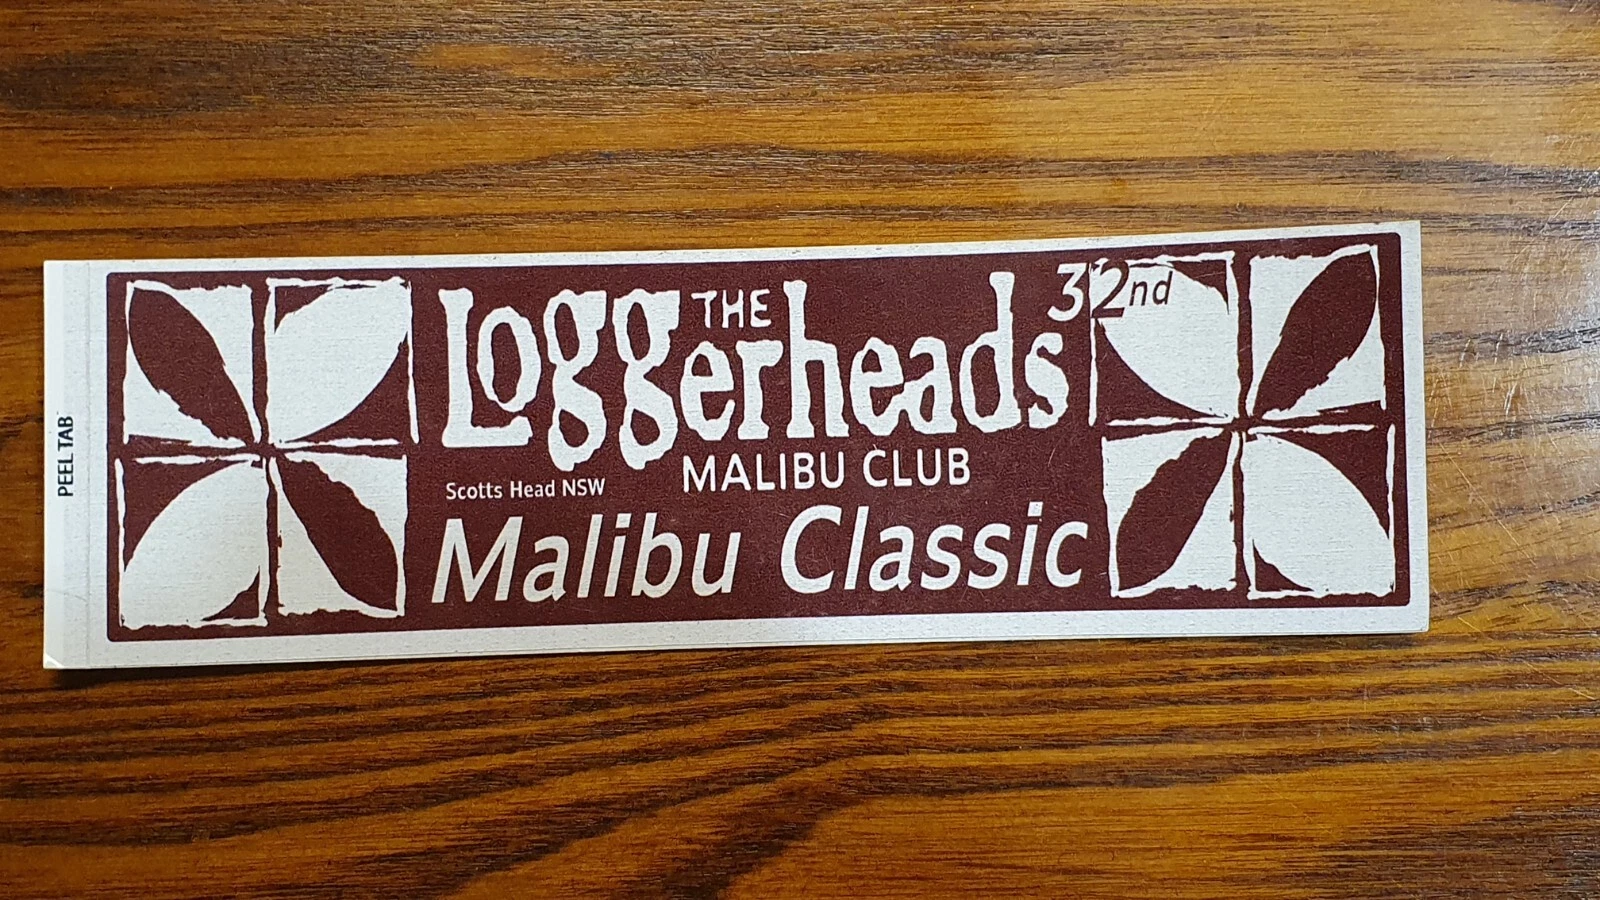 THE 32nd
Loggerheads
MALIBU CLUB
Scotts Head NSW
Malibu Classic
PEEL TAB